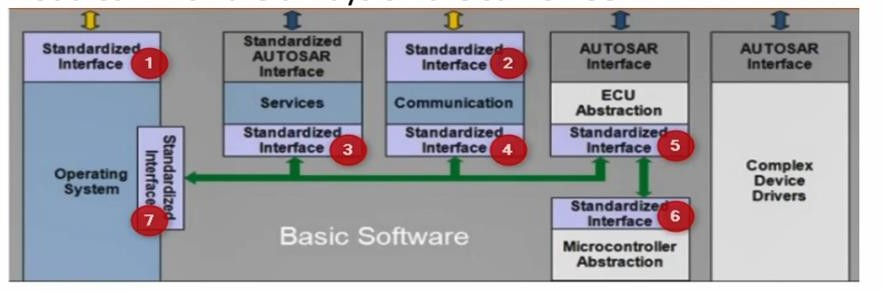 Standardized
Interface
1
Standardized
AUTOSAR
Interface
Standardized
Interface
2
AUTOSAR
Interface
AUTOSAR
Interface
Services
Communication
ECU
Abstraction
Standardized
Interface
3
Standardized
Interface
4
Standardized
Interface
5
Operating
System
Standardized
Interface
7
Complex
Device
Drivers
Standardized
Interface
6
Basic Software
Microcontroller
Abstraction